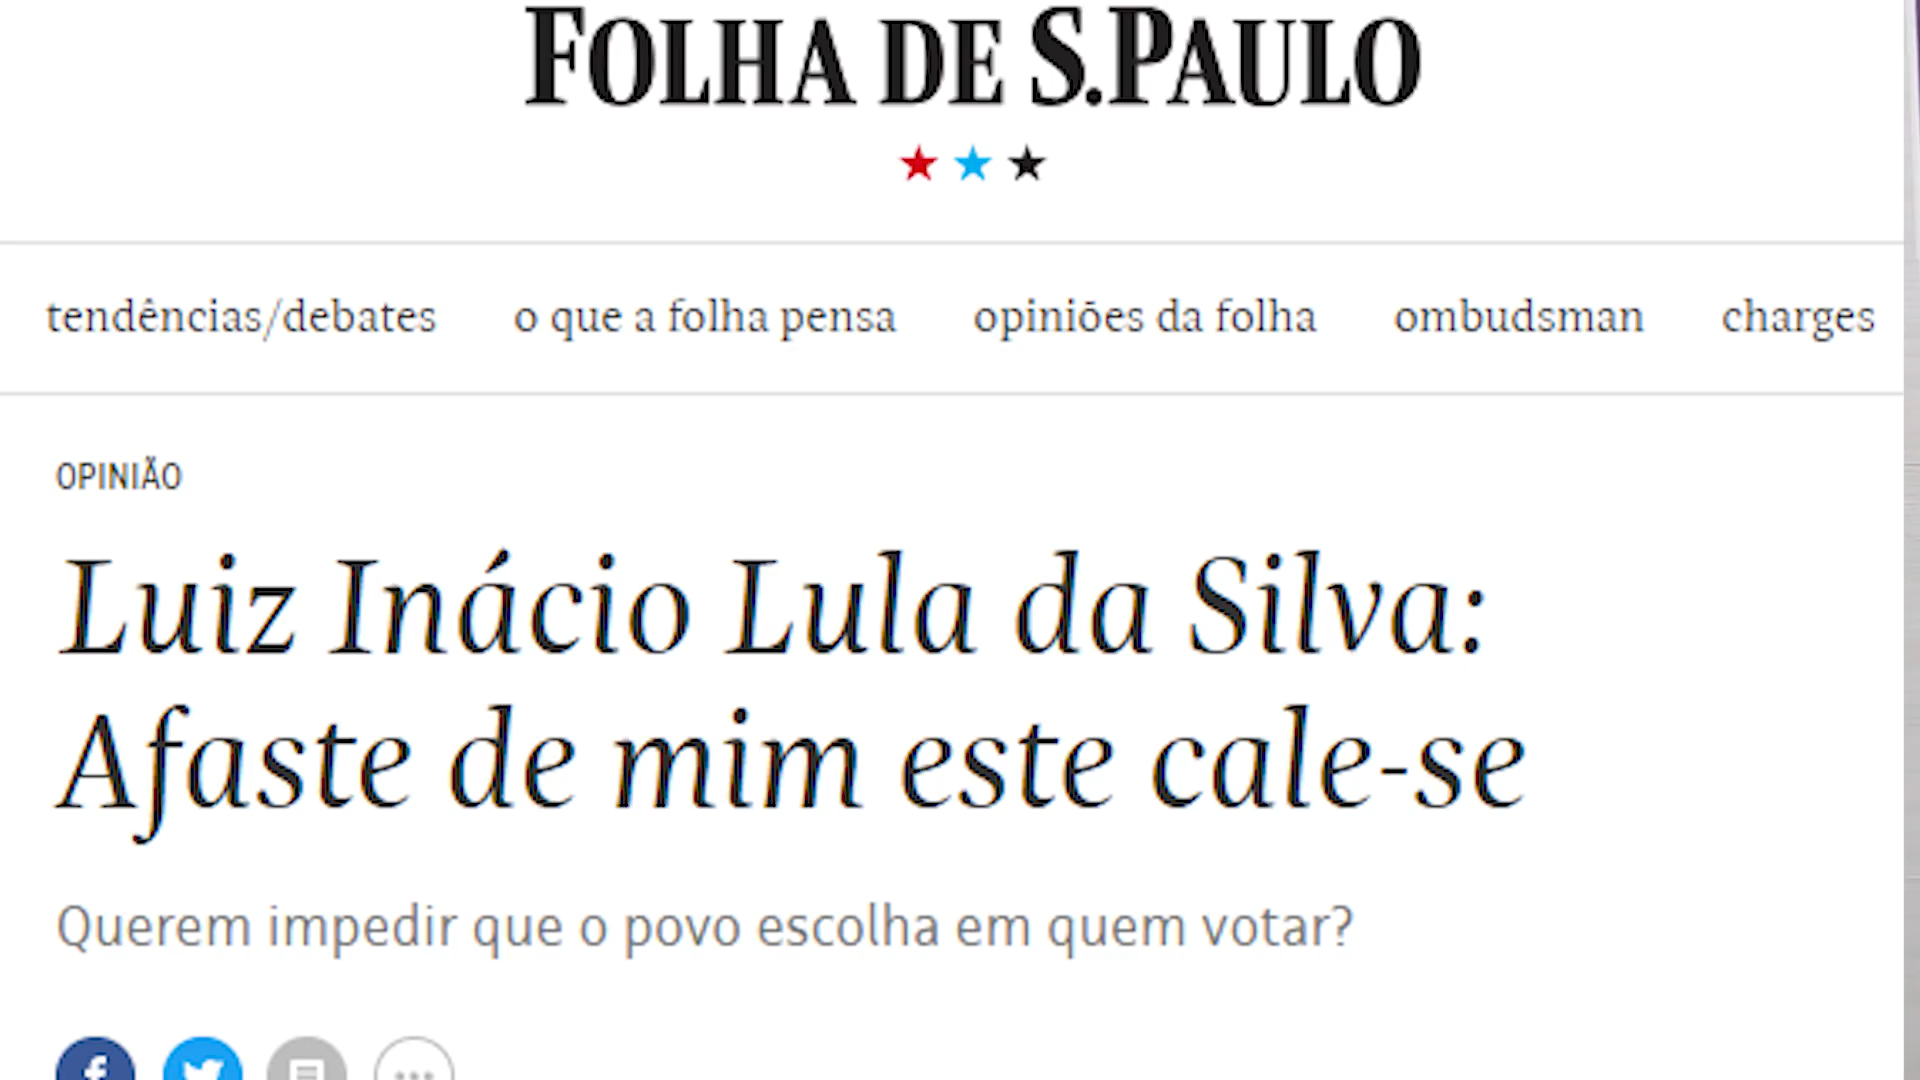 FOLHA DE S.PAULO
tendências/debates o que a folha pensa opiniões da folha ombudsman charges
OPINIÃO
Luiz Inácio Lula da Silva:
Afaste de mim este cale-se
Querem impedir que o povo escolha em quem votar?